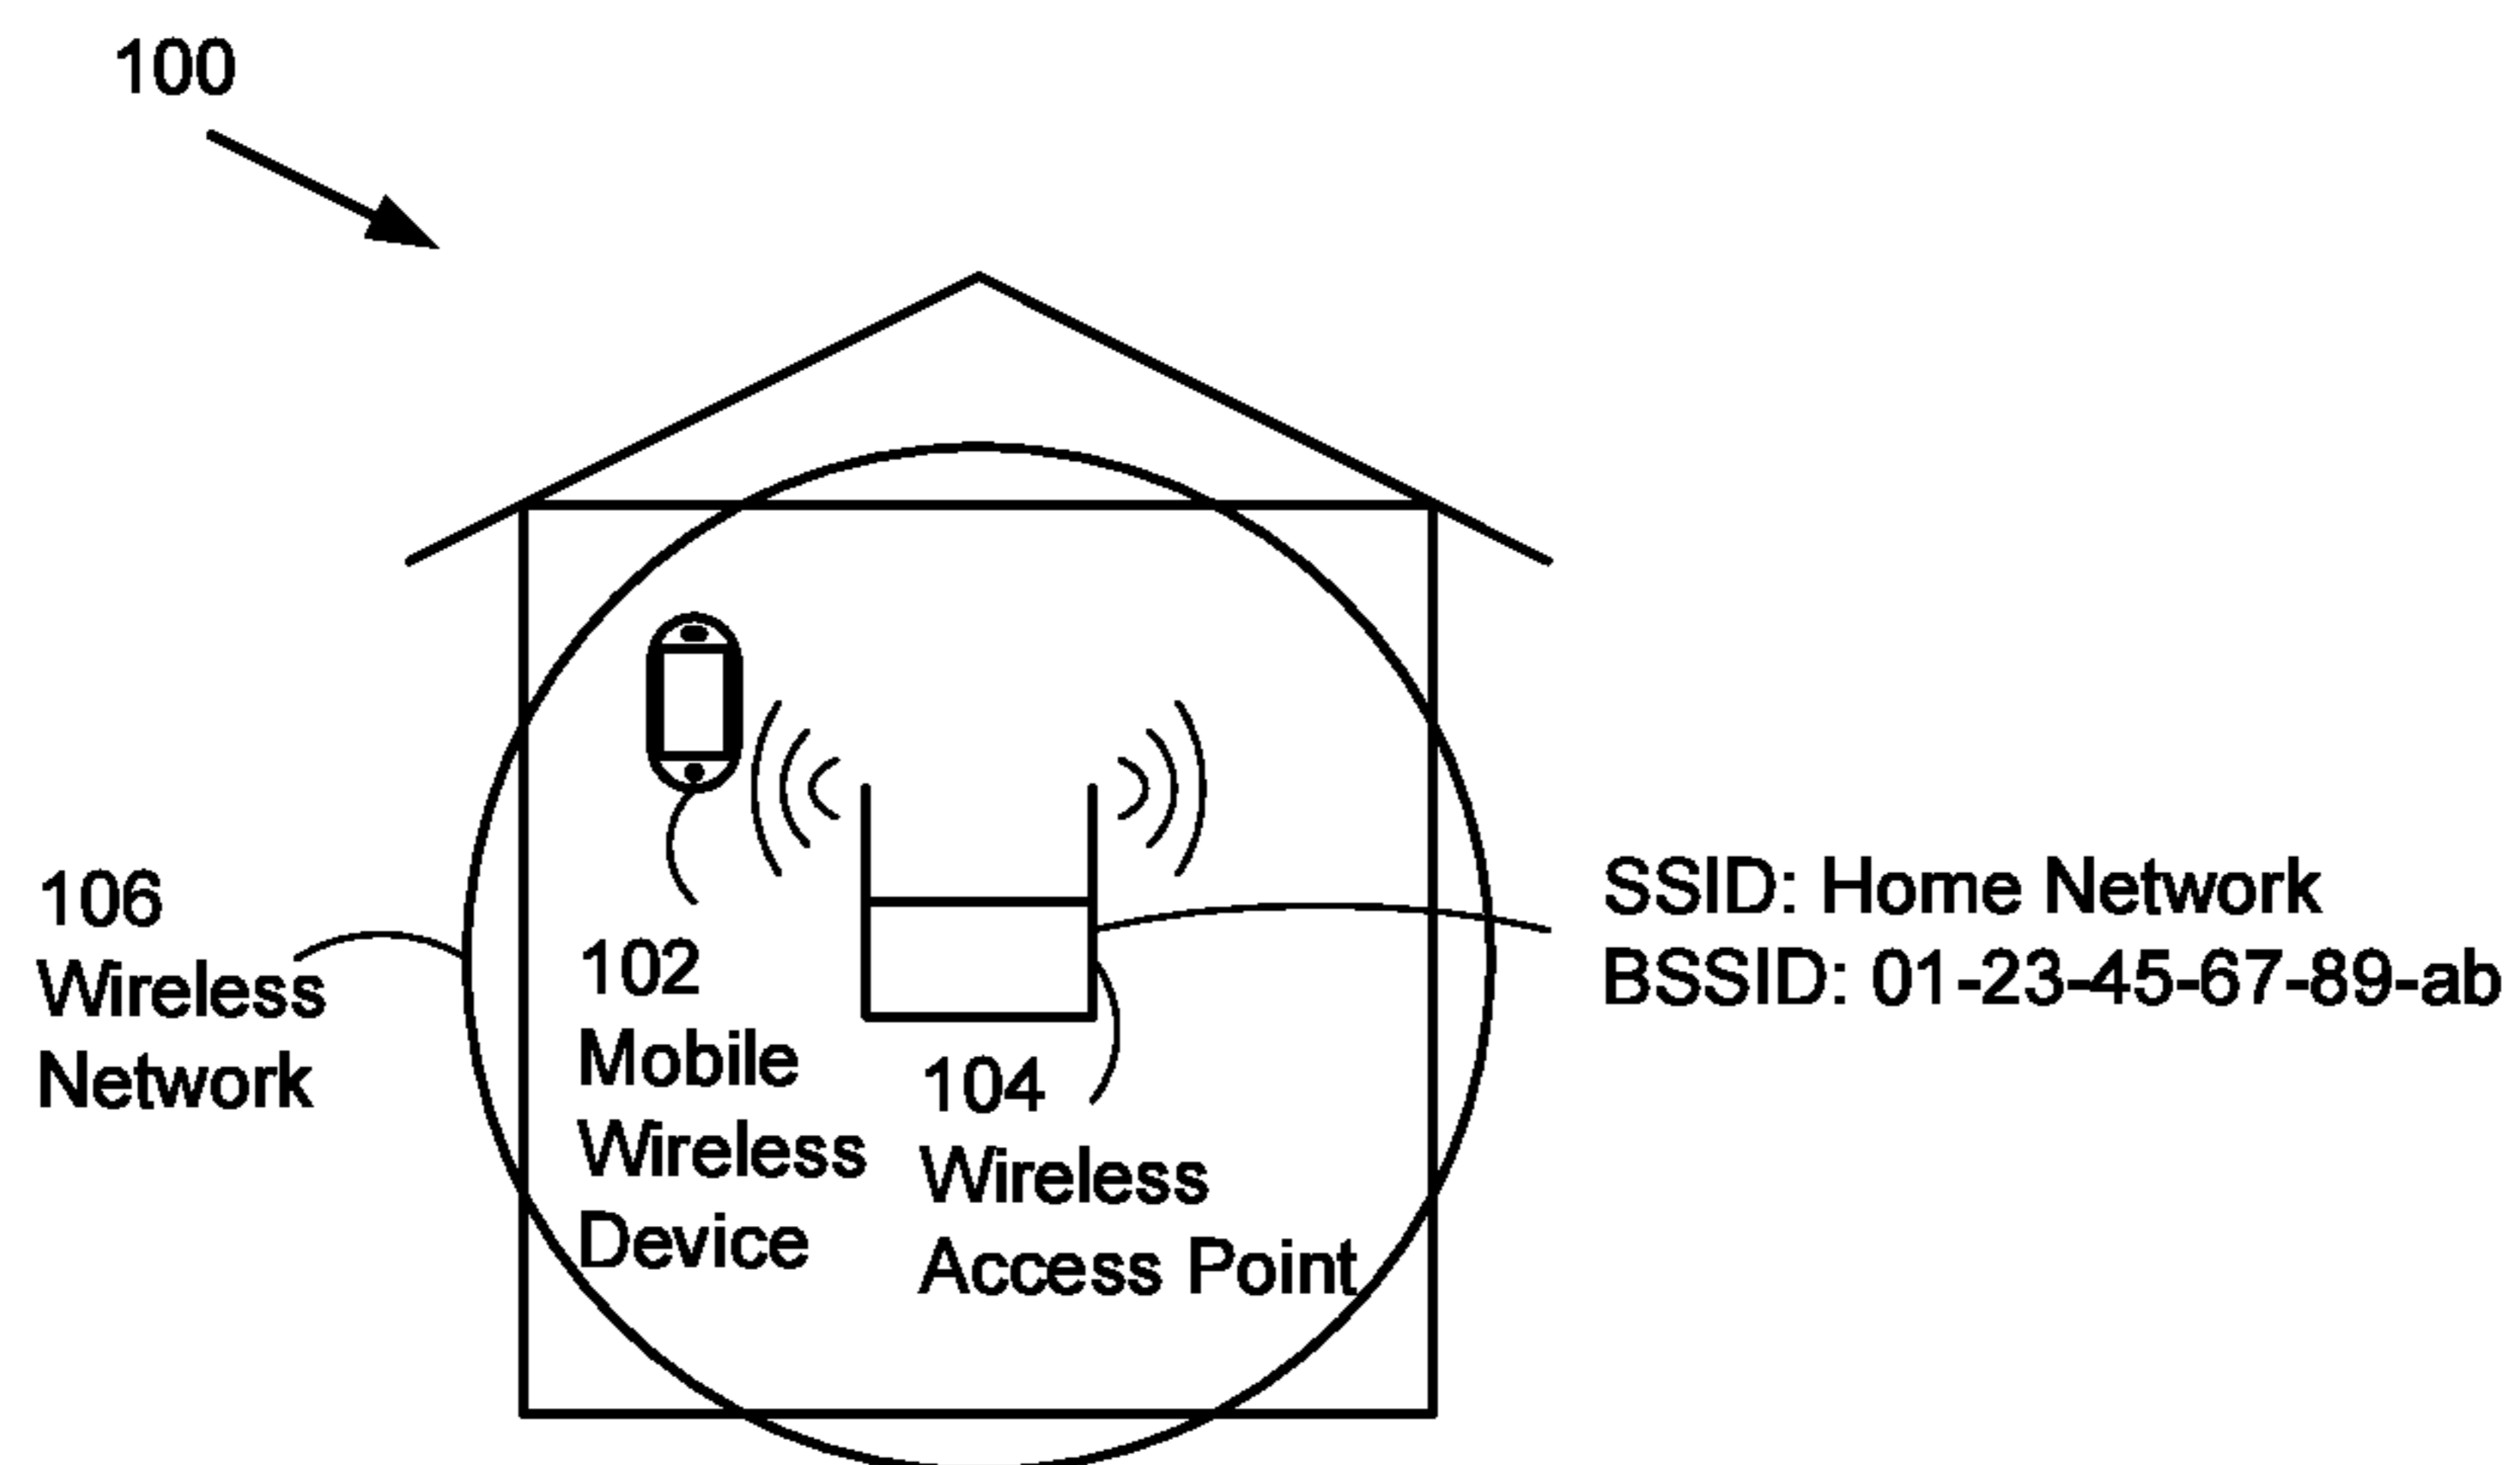 100
106
Wireless
Network
102
Mobile
Wireless
Device
104
Wireless
Access Point
SSID: Home Network
BSSID: 01-23-45-67-89-ab